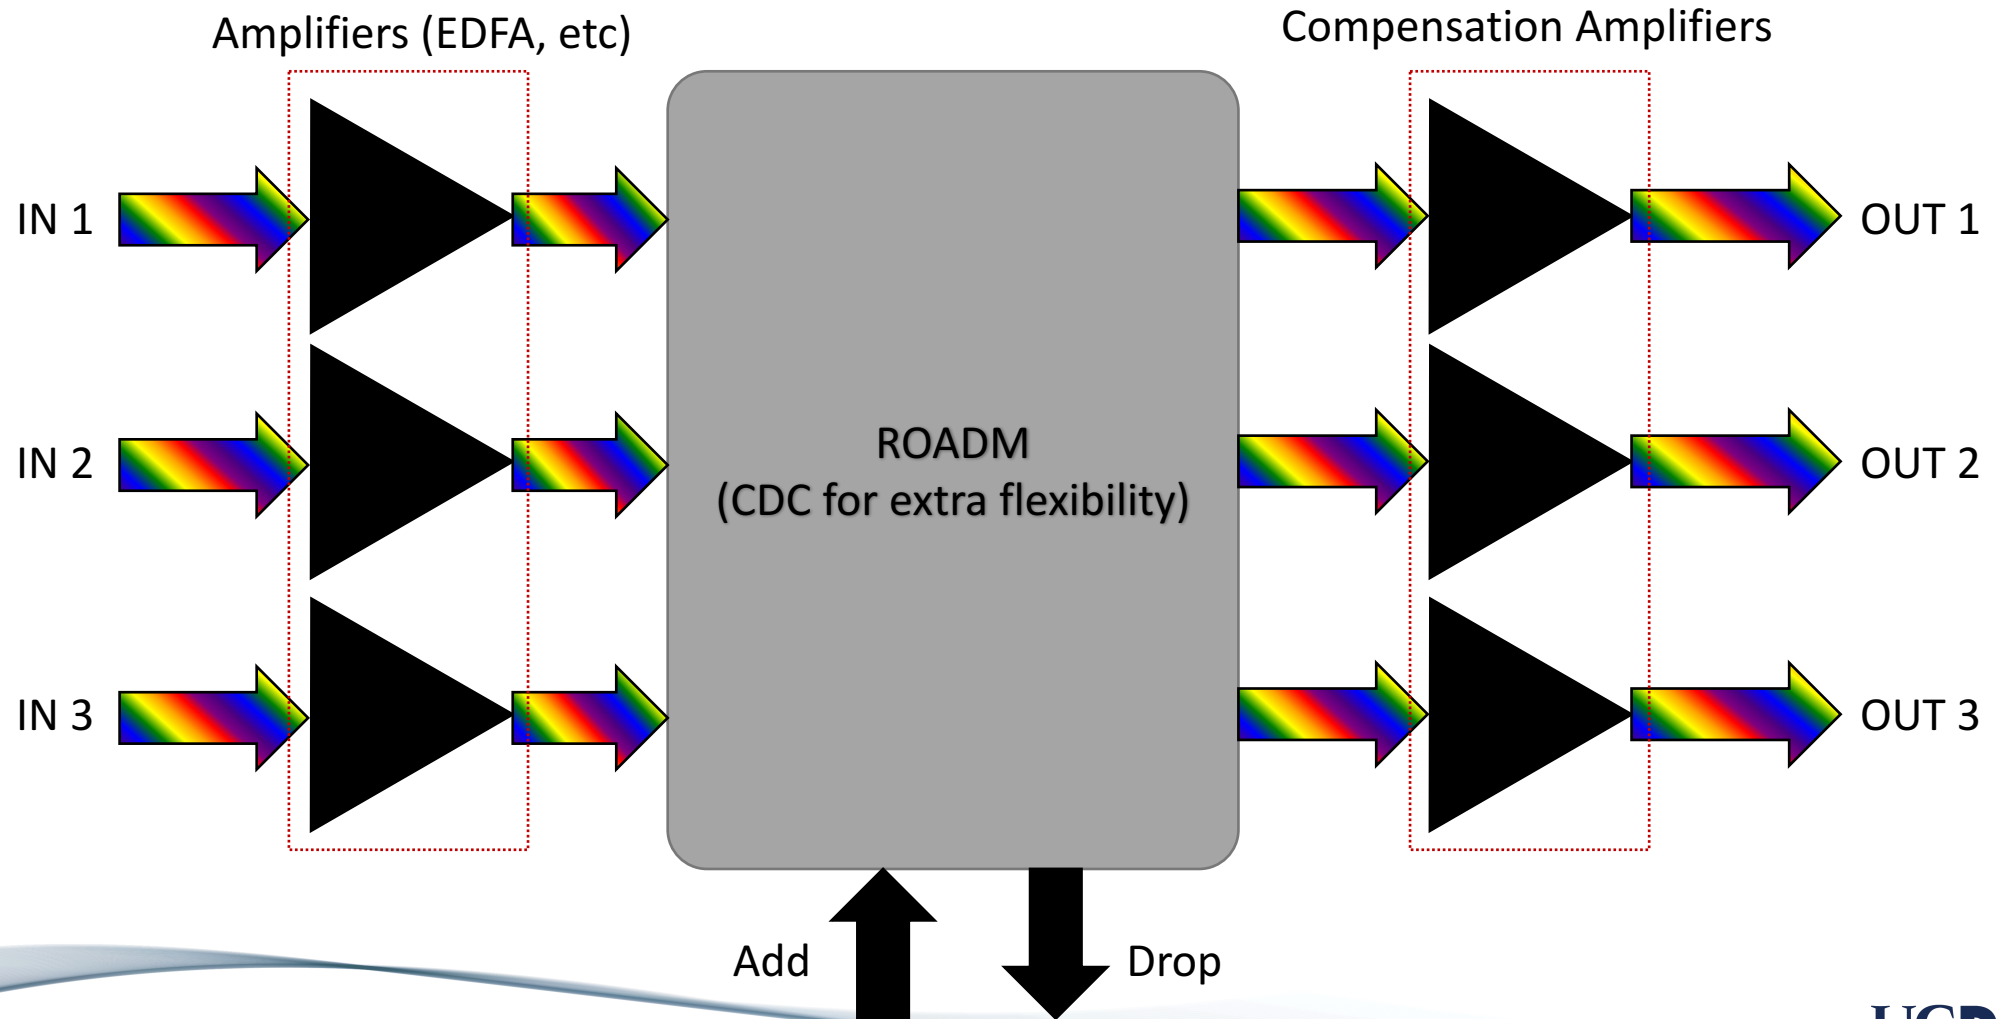 Amplifiers (EDFA, etc)
Compensation Amplifiers
IN 1
OUT 1
IN 2
ROADM
(CDC for extra flexibility)
OUT 2
IN 3
OUT 3
Add
Drop